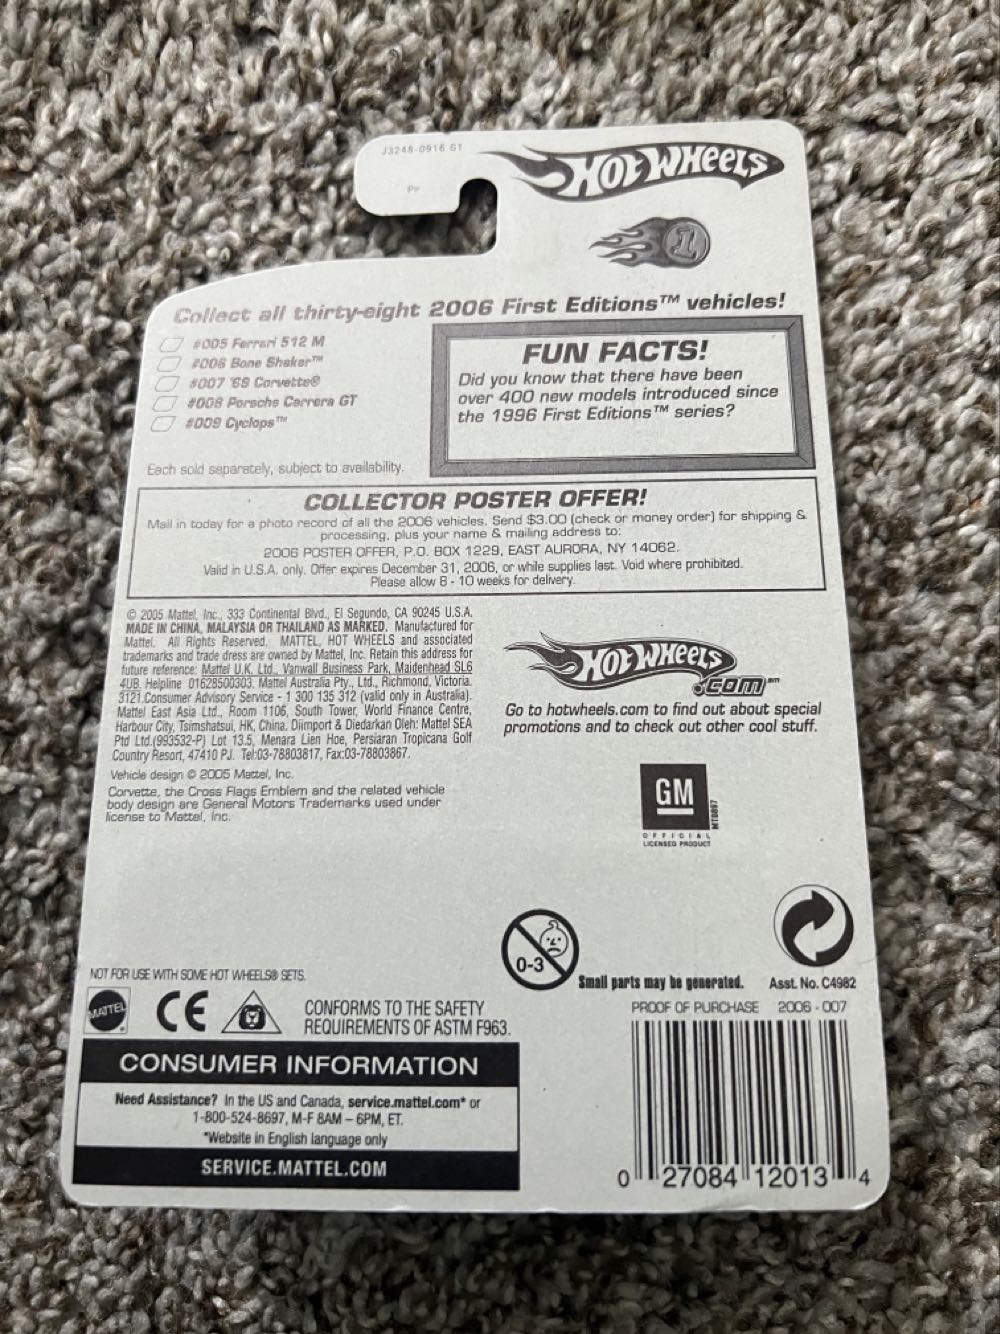 J3248-0916 G1
HOT WHEELS
1
Collect all thirty-eight 2006 First Editions™ vehicles!
#005 Ferrari 512 M
#006 Bone Shaker™
#007 '69 Corvette®
#008 Porsche Carrera GT
#009 Cyclops™
Each sold separately, subject to availability.
FUN FACTS!
Did you know that there have been
over 400 new models introduced since
the 1996 First Editions™ series?
COLLECTOR POSTER OFFER!
Mail in today for a photo record of all the 2006 vehicles. Send $3.00 (check or money order) for shipping &
processing, plus your name & mailing address to:
2006 POSTER OFFER, P.O. BOX 1229, EAST AURORA, NY 14062.
Valid in U.S.A. only. Offer expires December 31, 2006, or while supplies last. Void where prohibited.
Please allow 8 - 10 weeks for delivery.
© 2005 Mattel, Inc., 333 Continental Blvd., El Segundo, CA 90245 U.S.A.
MADE IN CHINA, MALAYSIA OR THAILAND AS MARKED. Manufactured for
Mattel. All Rights Reserved. MATTEL, HOT WHEELS and associated
trademarks and trade dress are owned by Mattel, Inc. Retain this address for
future reference: Mattel U.K. Ltd., Vanwall Business Park, Maidenhead SL6
4UB. Helpline 01628500303. Mattel Australia Pty., Ltd., Richmond, Victoria.
3121.Consumer Advisory Service - 1 300 135 312 (valid only in Australia).
Mattel East Asia Ltd., Room 1106, South Tower, World Finance Centre,
Harbour City, Tsimshatsui, HK, China. Diimport & Diedarkan Oleh: Mattel SEA
Ptd Ltd.(993532-P) Lot 13.5, Menara Lien Hoe, Persiaran Tropicana Golf
Country Resort, 47410 PJ. Tel:03-78803817, Fax:03-78803867.
Vehicle design © 2005 Mattel, Inc.
Corvette, the Cross Flags Emblem and the related vehicle
body design are General Motors Trademarks used under
license to Mattel, Inc.
HOT WHEELS
.COM℠
Go to hotwheels.com to find out about special
promotions and to check out other cool stuff.
GM
OFFICIAL
LICENSED PRODUCT
0-3
Small parts may be generated.
Asst. No. C4982
NOT FOR USE WITH SOME HOT WHEELS® SETS.
MATTEL
CE
CONFORMS TO THE SAFETY
REQUIREMENTS OF ASTM F963.
PROOF OF PURCHASE 2006 - 007
CONSUMER INFORMATION
Need Assistance? In the US and Canada, service.mattel.com* or
1-800-524-8697, M-F 8AM – 6PM, ET.
*Website in English language only
SERVICE.MATTEL.COM
0 27084 12013 4